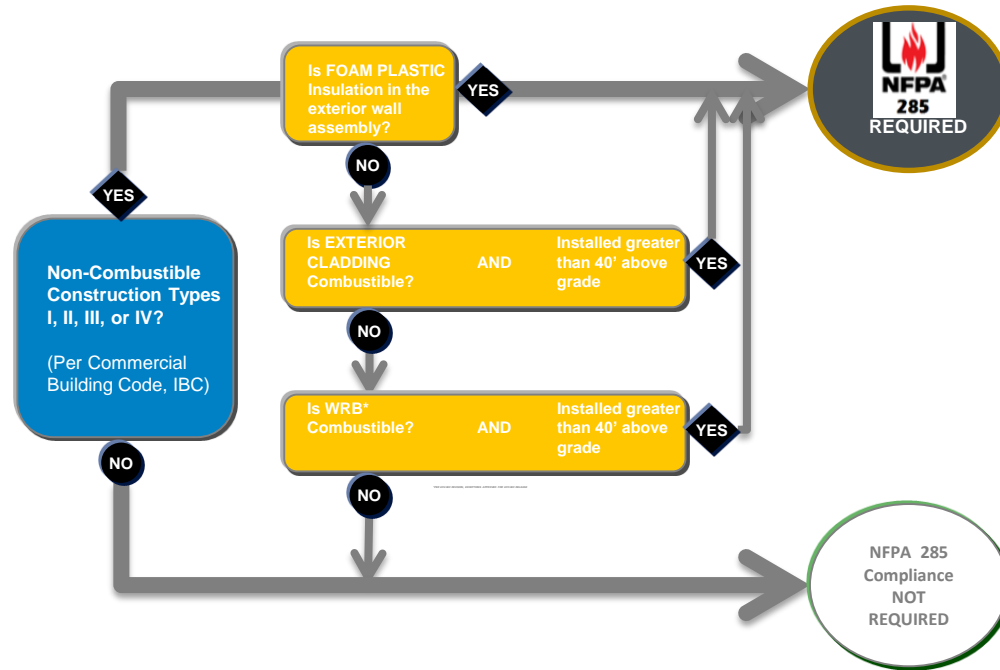 Is FOAM PLASTIC
Insulation in the
exterior wall
assembly?
YES
NFPA
285
REQUIRED
NO
YES
Is EXTERIOR
CLADDING
Combustible?
AND
Installed greater
than 40' above
grade
YES
Non-Combustible
Construction Types
I, II, III, or IV?
(Per Commercial
Building Code, IBC)
NO
Is WRB*
Combustible?
AND
Installed greater
than 40' above
grade
YES
NO
NO
NFPA 285
Compliance
NOT
REQUIRED